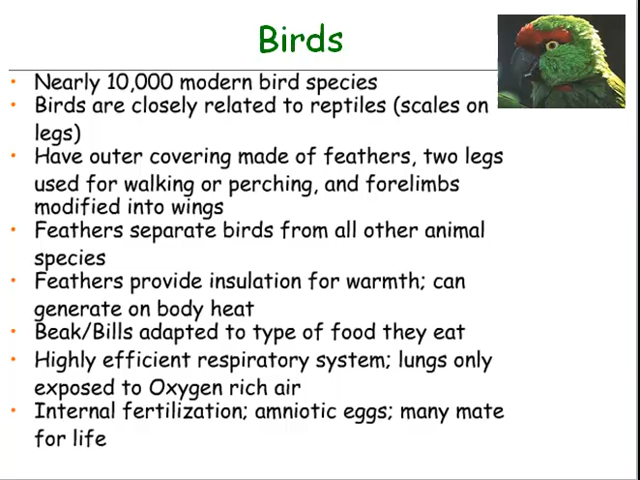 Birds
• Nearly 10,000 modern bird species
• Birds are closely related to reptiles (scales on
legs)
• Have outer covering made of feathers, two legs
used for walking or perching, and forelimbs
modified into wings
• Feathers separate birds from all other animal
species
• Feathers provide insulation for warmth; can
generate on body heat
• Beak/Bills adapted to type of food they eat
• Highly efficient respiratory system; lungs only
exposed to Oxygen rich air
• Internal fertilization; amniotic eggs; many mate
for life